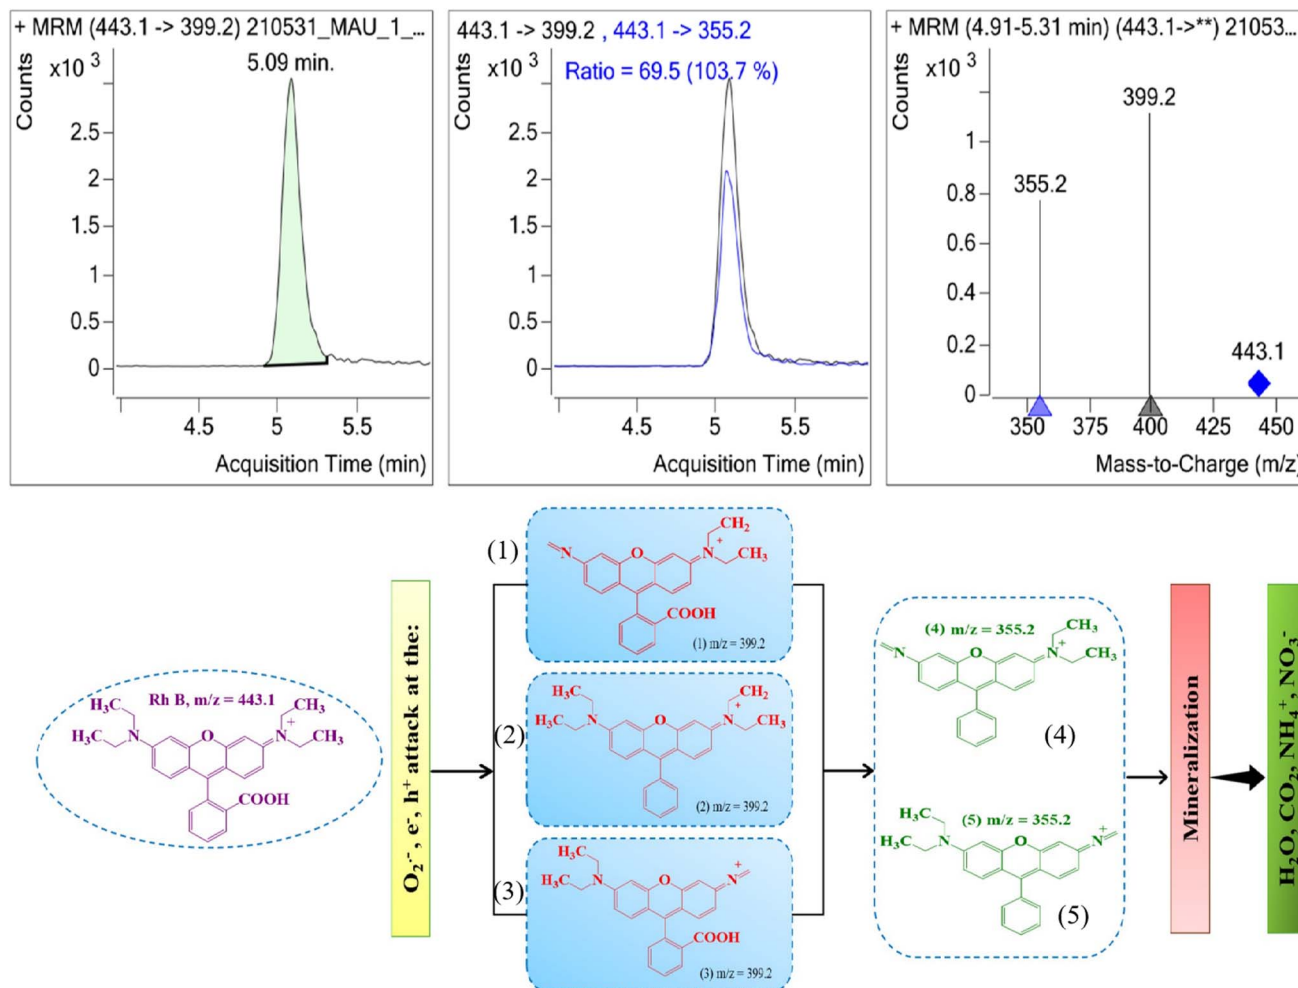 + MRM (443.1 -> 399.2) 210531_MAU_1_...
x10 ³
5.09 min.
Counts
2.5
2
1.5
1
0.5
0
4.5
5
5.5
Acquisition Time (min)
443.1 -> 399.2 , 443.1 -> 355.2
x10 ³
Ratio = 69.5 (103.7 %)
Counts
2.5
2
1.5
1
0.5
0
4.5
5
5.5
Acquisition Time (min)
+ MRM (4.91-5.31 min) (443.1->**) 21053...
x10 ³
Counts
399.2
355.2
443.1
1
0.8
0.6
0.4
0.2
0
350
375
400
425
450
Mass-to-Charge (m/z)
Rh B, m/z = 443.1
H₃C
CH₃
H₃C
N
O
N
+
CH₃
COOH
O₂·⁻, e⁻, h⁺ attack at the:
(1)
CH₂
N
O
N
+
CH₃
COOH
(1) m/z = 399.2
(2)
H₃C
CH₂
H₃C
N
O
N
+
CH₃
(2) m/z = 399.2
(3)
H₃C
H₃C
N
O
N
+
COOH
(3) m/z = 399.2
(4) m/z = 355.2
CH₃
N
O
N
+
CH₃
(4)
H₃C
(5) m/z = 355.2
H₃C
N
O
N
+
(5)
Mineralization
H₂O, CO₂, NH₄⁺, NO₃⁻